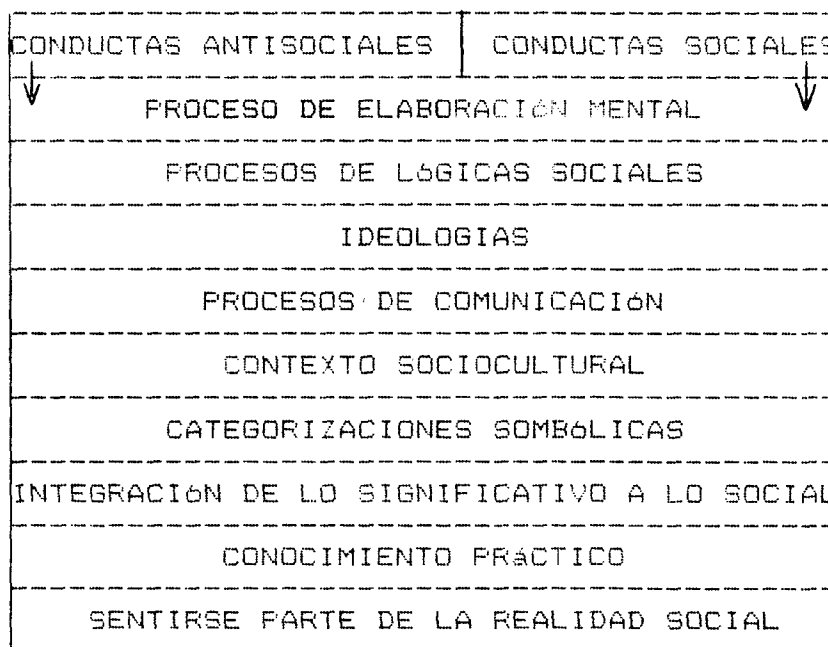 CONDUCTAS ANTISOCIALES CONDUCTAS SOCIALES
PROCESO DE ELABORACIóN MENTAL
PROCESOS DE LóGICAS SOCIALES
IDEOLOGIAS
PROCESOS DE COMUNICACIóN
CONTEXTO SOCIOCULTURAL
CATEGORIZACIONES SOMBóLICAS
INTEGRACIóN DE LO SIGNIFICATIVO A LO SOCIAL
CONOCIMIENTO PRáCTICO
SENTIRSE PARTE DE LA REALIDAD SOCIAL